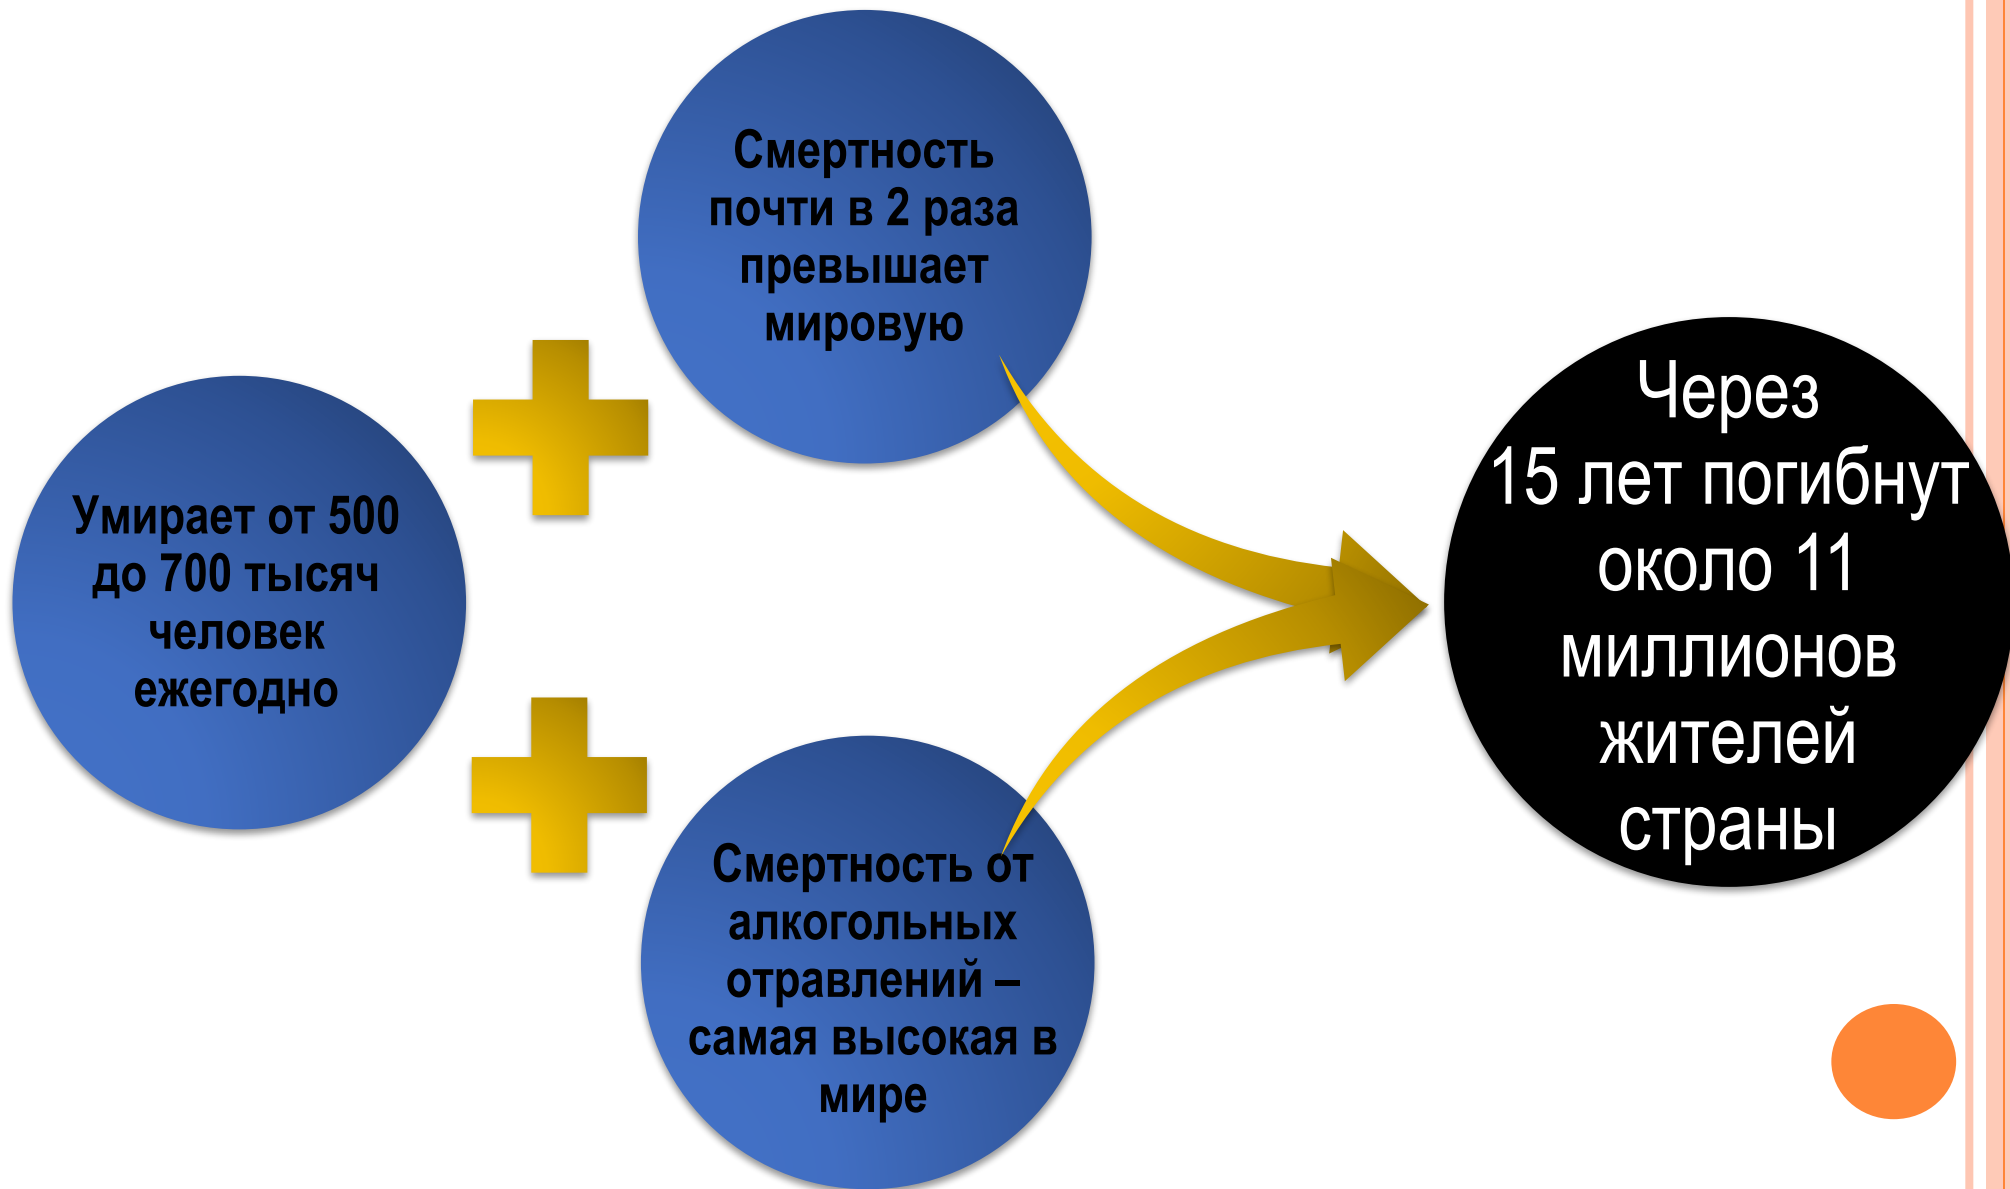 Умирает от 500
до 700 тысяч
человек
ежегодно
Смертность
почти в 2 раза
превышает
мировую
Смертность от
алкогольных
отравлений –
самая высокая в
мире
Через
15 лет погибнут
около 11
миллионов
жителей
страны